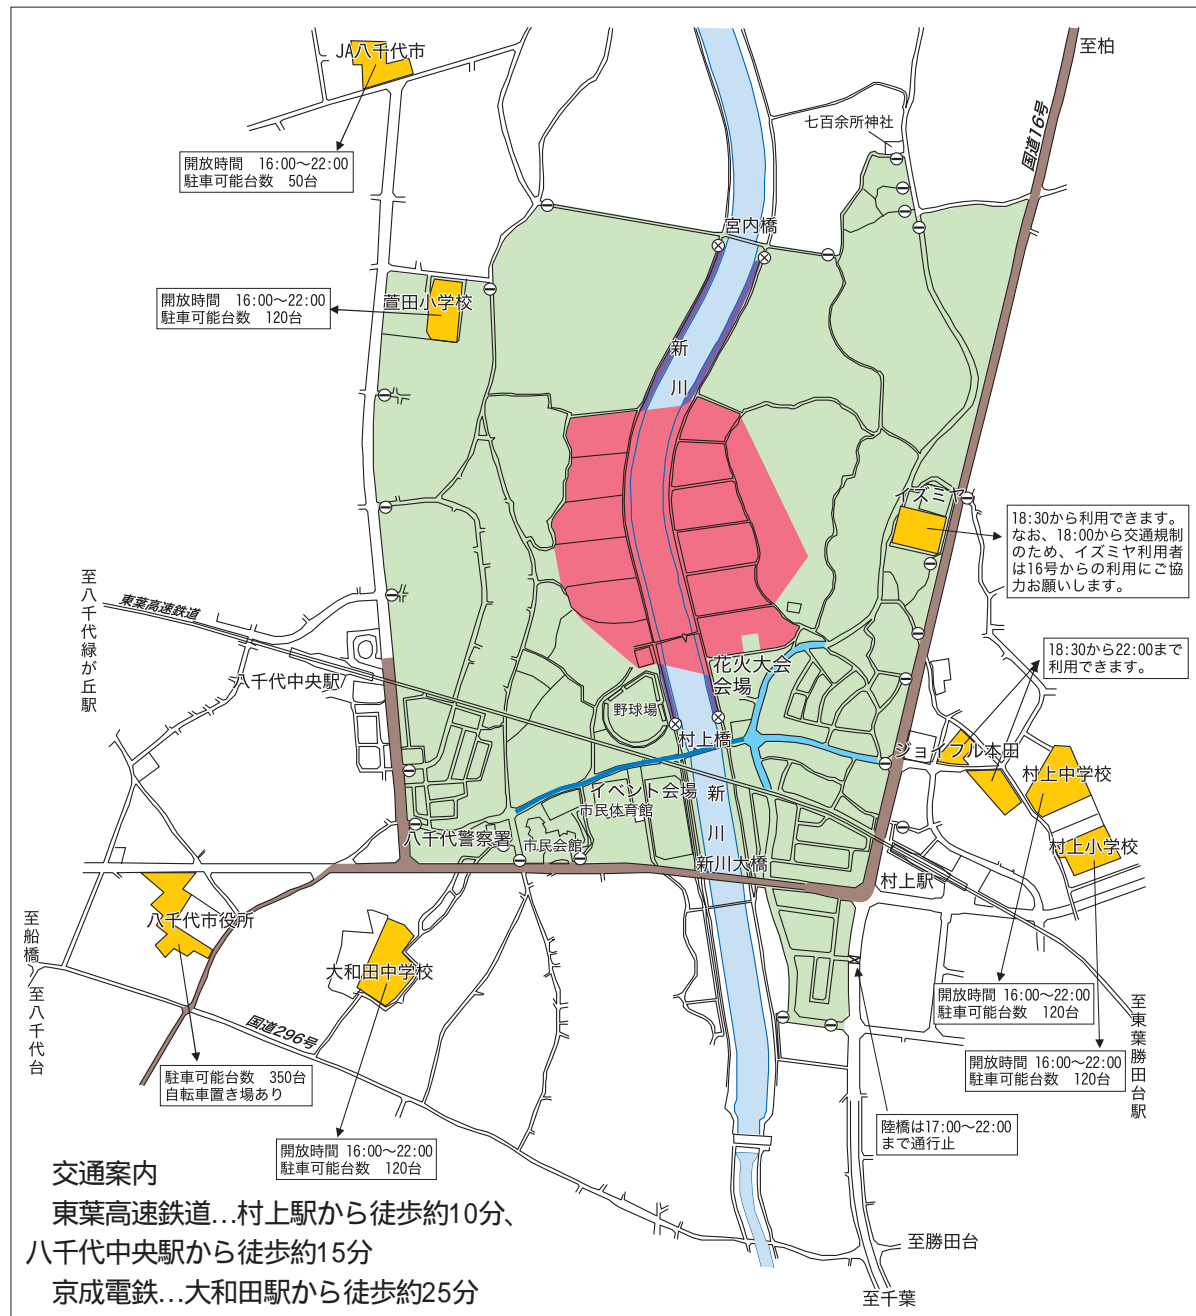 JA八千代市
至柏
国道16号
七百余所神社
開放時間　16:00〜22:00
駐車可能台数　50台
宮内橋
萱田小学校
開放時間　16:00〜22:00
駐車可能台数　120台
新川
イズミヤ
18:30から利用できます。
なお、18:00から交通規制
のため、イズミヤ利用者
は16号からの利用にご協
力お願いします。
至八千代緑が丘駅
東葉高速鉄道
八千代中央駅
18:30から22:00まで
利用できます。
花火大会
会場
野球場
村上橋
ジョイフル本田
村上中学校
イベント会場
市民体育館
新川
八千代警察署
市民会館
新川大橋
村上小学校
村上駅
八千代市役所
至船橋
至八千代台
大和田中学校
国道296号
開放時間 16:00〜22:00
駐車可能台数　120台
至東葉勝田台駅
開放時間 16:00〜22:00
駐車可能台数　120台
駐車可能台数　350台
自転車置き場あり
開放時間 16:00〜22:00
駐車可能台数　120台
陸橋は17:00〜22:00
まで通行止
交通案内
東葉高速鉄道…村上駅から徒歩約10分、
八千代中央駅から徒歩約15分
京成電鉄…大和田駅から徒歩約25分
至勝田台
至千葉